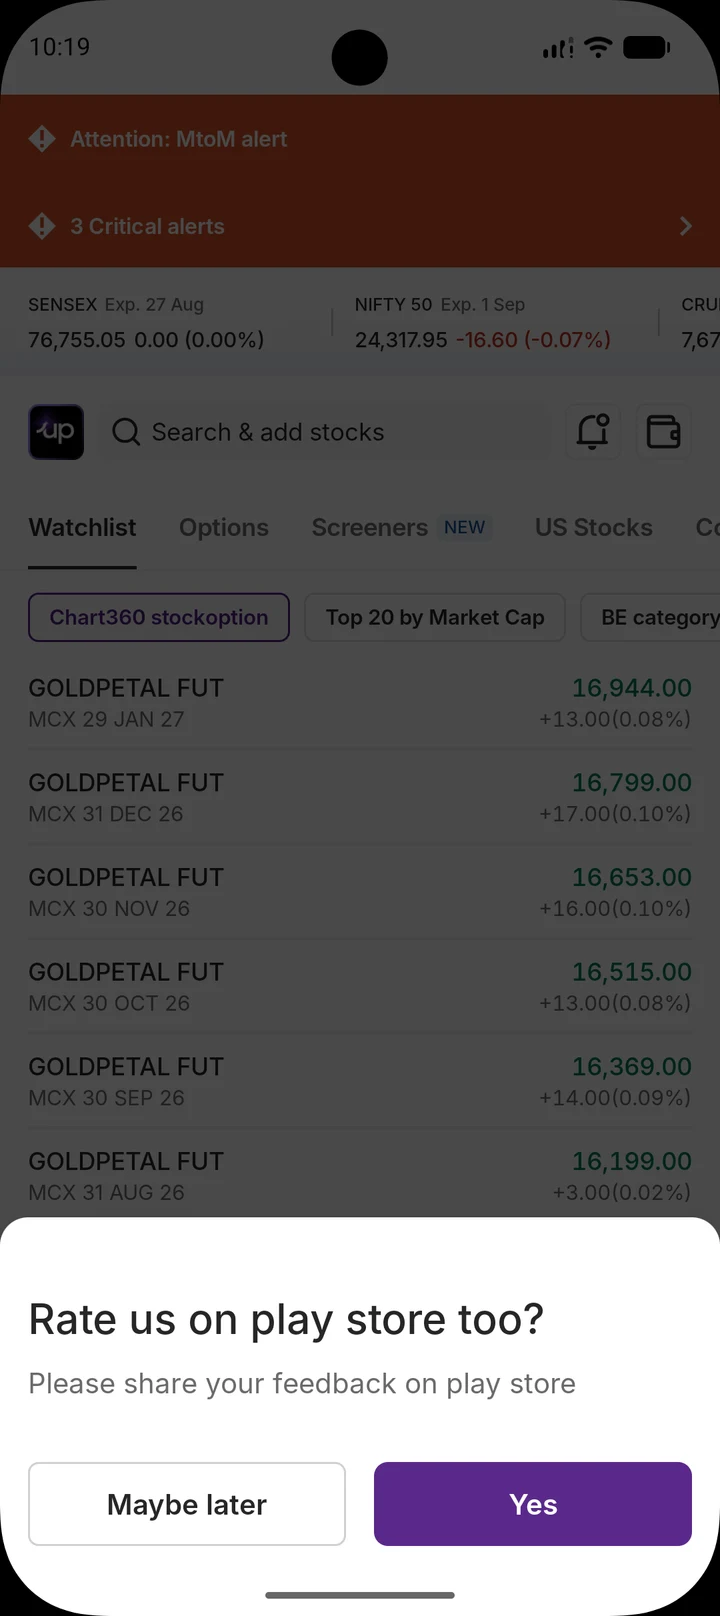 10:19
Attention: MtoM alert
3 Critical alerts
SENSEX Exp. 27 Aug
76,755.05 0.00 (0.00%)
NIFTY 50 Exp. 1 Sep
24,317.95 -16.60 (-0.07%)
CRU
7,67
up Search & add stocks
Watchlist Options Screeners NEW US Stocks Co
Chart360 stockoption Top 20 by Market Cap BE category
GOLDPETAL FUT 16,944.00
MCX 29 JAN 27 +13.00(0.08%)
GOLDPETAL FUT 16,799.00
MCX 31 DEC 26 +17.00(0.10%)
GOLDPETAL FUT 16,653.00
MCX 30 NOV 26 +16.00(0.10%)
GOLDPETAL FUT 16,515.00
MCX 30 OCT 26 +13.00(0.08%)
GOLDPETAL FUT 16,369.00
MCX 30 SEP 26 +14.00(0.09%)
GOLDPETAL FUT 16,199.00
MCX 31 AUG 26 +3.00(0.02%)
Rate us on play store too?
Please share your feedback on play store
Maybe later Yes